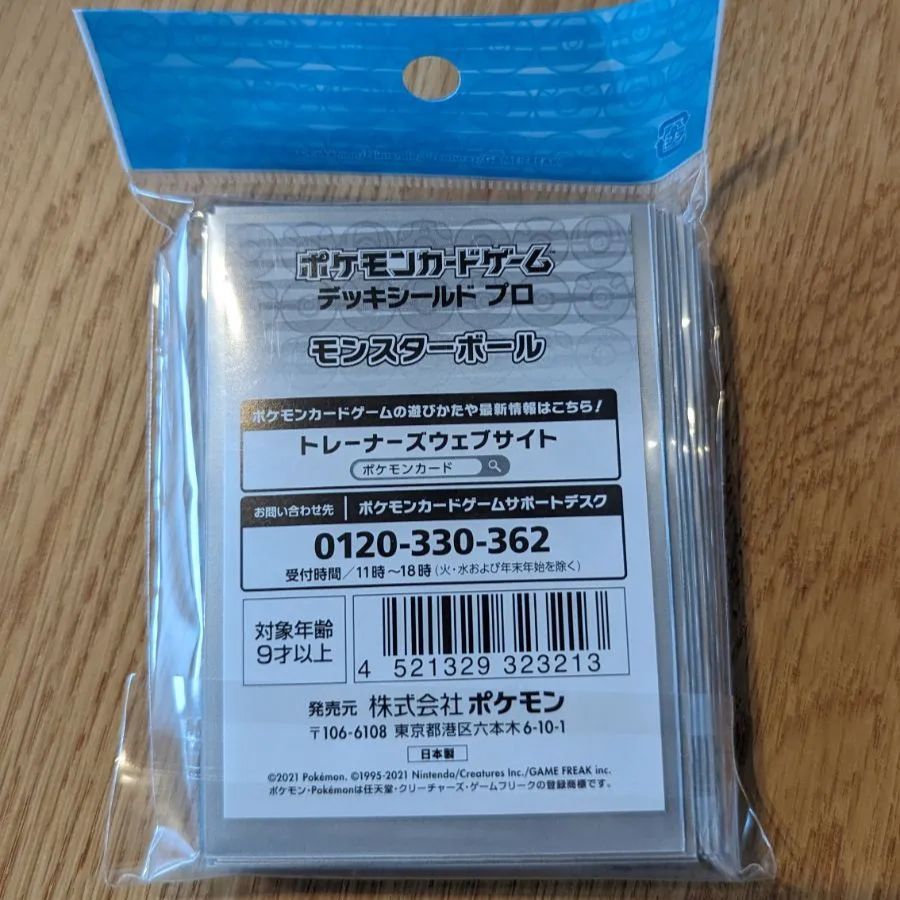 ポケモンカードゲーム
デッキシールド プロ
モンスターボール
ポケモンカードゲームの遊びかたや最新情報はこちら!
トレーナーズウェブサイト
ポケモンカード
お問い合わせ先 ポケモンカードゲームサポートデスク
0120-330-362
受付時間/11時〜18時(火・水および年末年始を除く)
対象年齢
9才以上
4 521329 323213
発売元 株式会社 ポケモン
〒106-6108 東京都港区六本木6-10-1
日本製
©2021 Pokémon. ©1995-2021 Nintendo/Creatures Inc./GAME FREAK inc.
ポケモン・Pokémonは任天堂・クリーチャーズ・ゲームフリークの登録商標です。